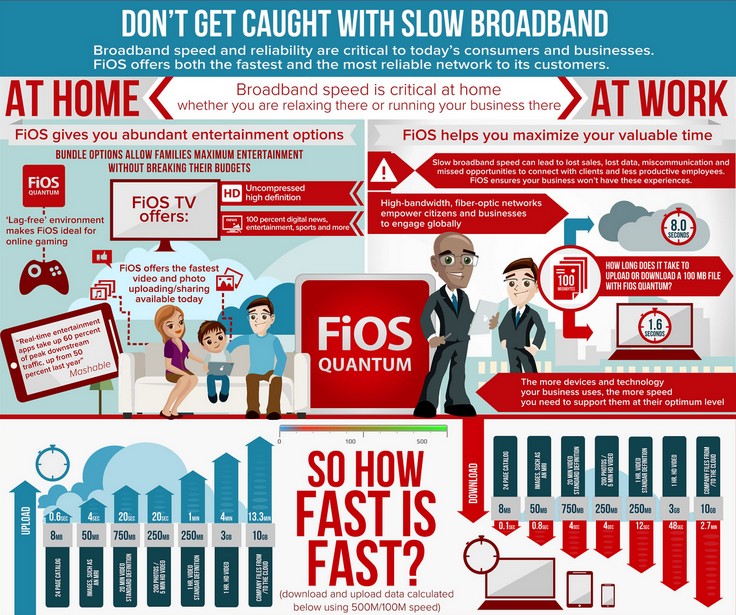 DON'T GET CAUGHT WITH SLOW BROADBAND
Broadband speed and reliability are critical to today's consumers and businesses.
FiOS offers both the fastest and the most reliable network to its customers.
AT HOME
Broadband speed is critical at home
whether you are relaxing there or running your business there
AT WORK
FiOS gives you abundant entertainment options
BUNDLE OPTIONS ALLOW FAMILIES MAXIMUM ENTERTAINMENT
WITHOUT BREAKING THEIR BUDGETS
FiOS
QUANTUM
'Lag-free' environment
makes FiOS ideal for
online gaming
FiOS TV
offers:
HD
Uncompressed
high definition
news
100 percent digital news,
entertainment, sports and more
FiOS offers the fastest
video and photo
uploading/sharing
available today
"Real-time entertainment
apps take up 60 percent
of peak downstream
traffic, up from 50
percent last year"
Mashable
FiOS
QUANTUM
FiOS helps you maximize your valuable time
Slow broadband speed can lead to lost sales, lost data, miscommunication and
missed opportunities to connect with clients and less productive employees.
FiOS ensures your business won't have these experiences.
High-bandwidth, fiber-optic networks
empower citizens and businesses
to engage globally
8.0
SECONDS
100
MEGABYTES
HOW LONG DOES IT TAKE TO
UPLOAD OR DOWNLOAD A 100 MB FILE
WITH FIOS QUANTUM?
1.6
SECONDS
The more devices and technology
your business uses, the more speed
you need to support them at their optimum level
UPLOAD
0.6SEC
4SEC
20SEC
20SEC
1MIN
4MIN
13.3MIN
8MB
50MB
750MB
250MB
250MB
3GB
10GB
24 PAGE CATALOG
IMAGES, SUCH AS
AN MRI
20 MIN VIDEO
STANDARD DEFINITION
200 PHOTOS /
5 MIN HD VIDEO
1 HR. VIDEO
STANDAR DEFINITION
1 HR. HD VIDEO
COMPANY FILES FROM
/TO THE CLOUD
0
100
500
SO HOW
FAST IS
FAST?
(download and upload data calculated
below using 500M/100M speed)
DOWNLOAD
24 PAGE CATALOG
IMAGES, SUCH AS
AN MRI
20 MIN VIDEO
STANDARD DEFINITION
200 PHOTOS /
5 MIN HD VIDEO
1 HR. VIDEO
STANDARD DEFINITION
1 HR. HD VIDEO
COMPANY FILES FROM
/TO THE CLOUD
8MB
50MB
750MB
250MB
250MB
3GB
10GB
0.1SEC
0.8SEC
4SEC
4SEC
12SEC
48SEC
2.7MIN